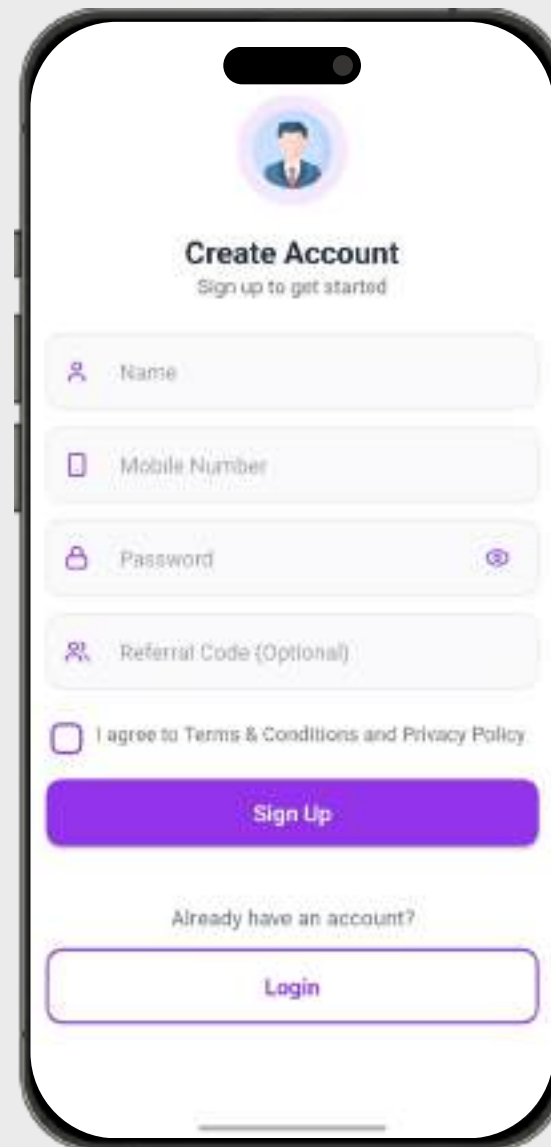 Create Account
Sign up to get started
Name
Mobile Number
Password
Referral Code (Optional)
I agree to Terms & Conditions and Privacy Policy
Sign Up
Already have an account?
Login